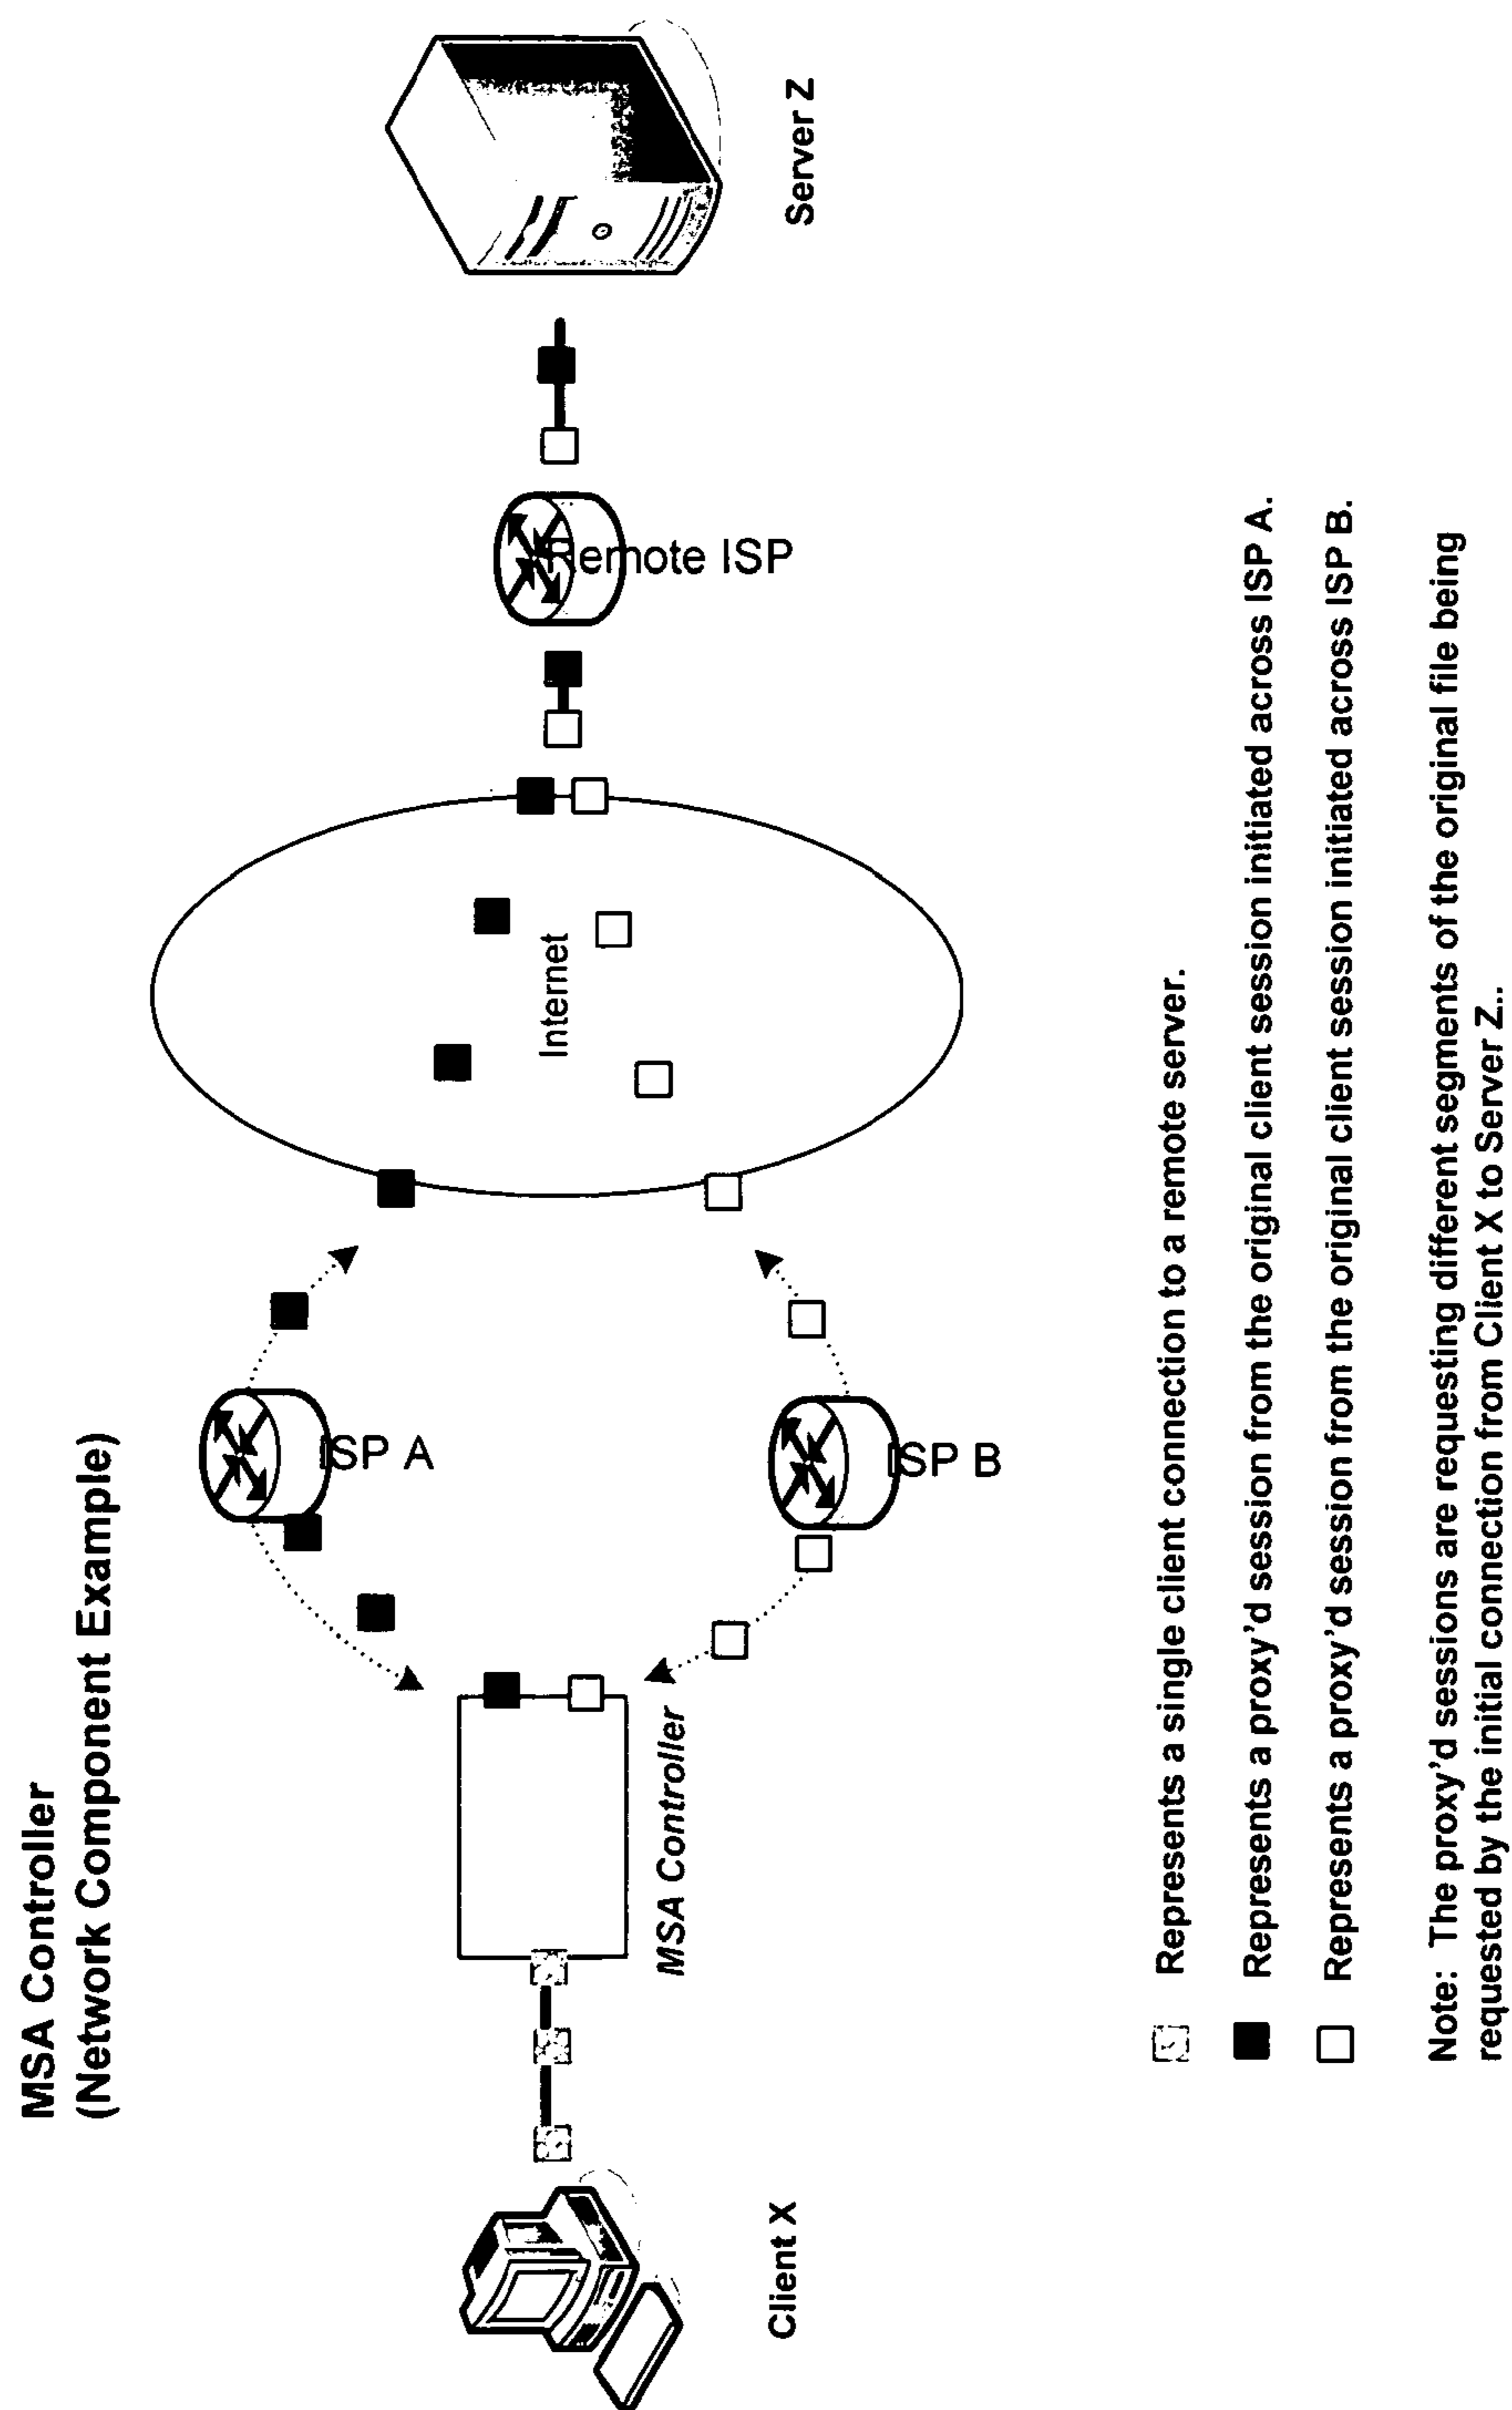 MSA Controller
(Network Component Example)
Client X
MSA Controller
ISP A
ISP B
Internet
Remote ISP
Server Z
Represents a single client connection to a remote server.
Represents a proxy'd session from the original client session initiated across ISP A.
Represents a proxy'd session from the original client session initiated across ISP B.
Note: The proxy'd sessions are requesting different segments of the original file being
requested by the initial connection from Client X to Server Z..